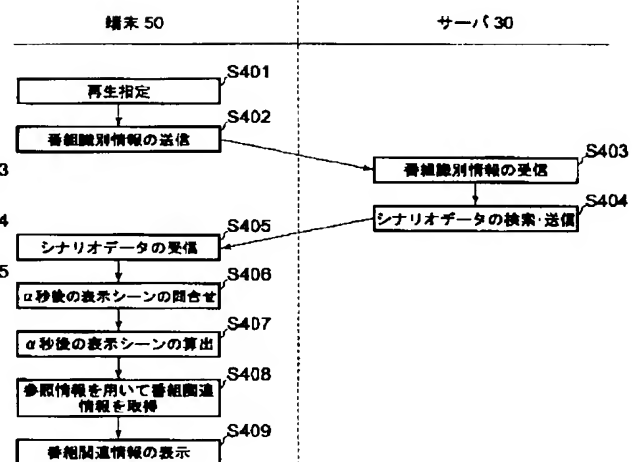 端末 50
サーバ 30
S401
再生指定
S402
番組識別情報の送信
S403
番組識別情報の受信
S404
シナリオデータの検索・送信
S405
シナリオデータの受信
S406
α秒後の表示シーンの問合せ
S407
α秒後の表示シーンの算出
S408
参照情報を用いて番組関連
情報を取得
S409
番組関連情報の表示
3
4
5